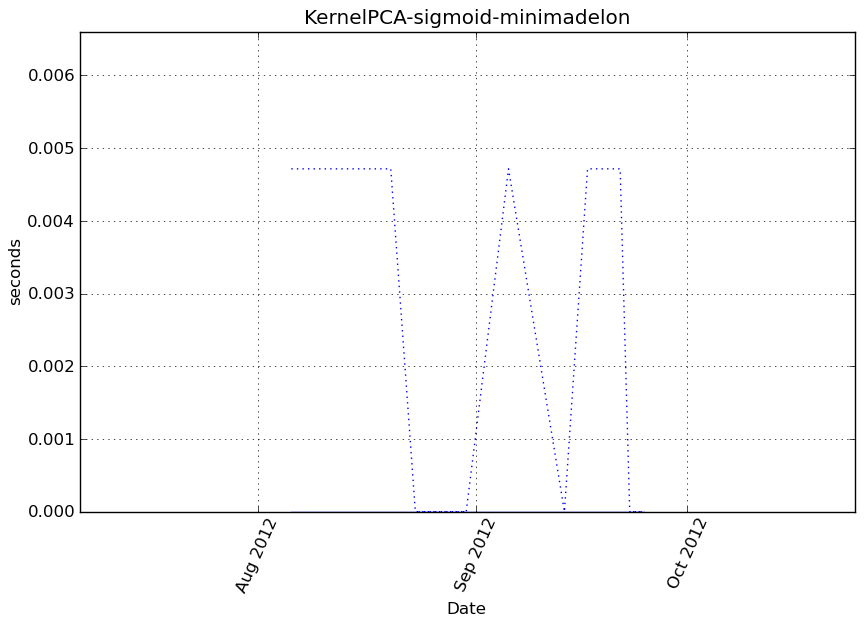 KernelPCA-sigmoid-minimadelon
0.006
0.005
0.004
0.003
0.002
0.001
0.000
seconds
Aug 2012
Sep 2012
Oct 2012
Date